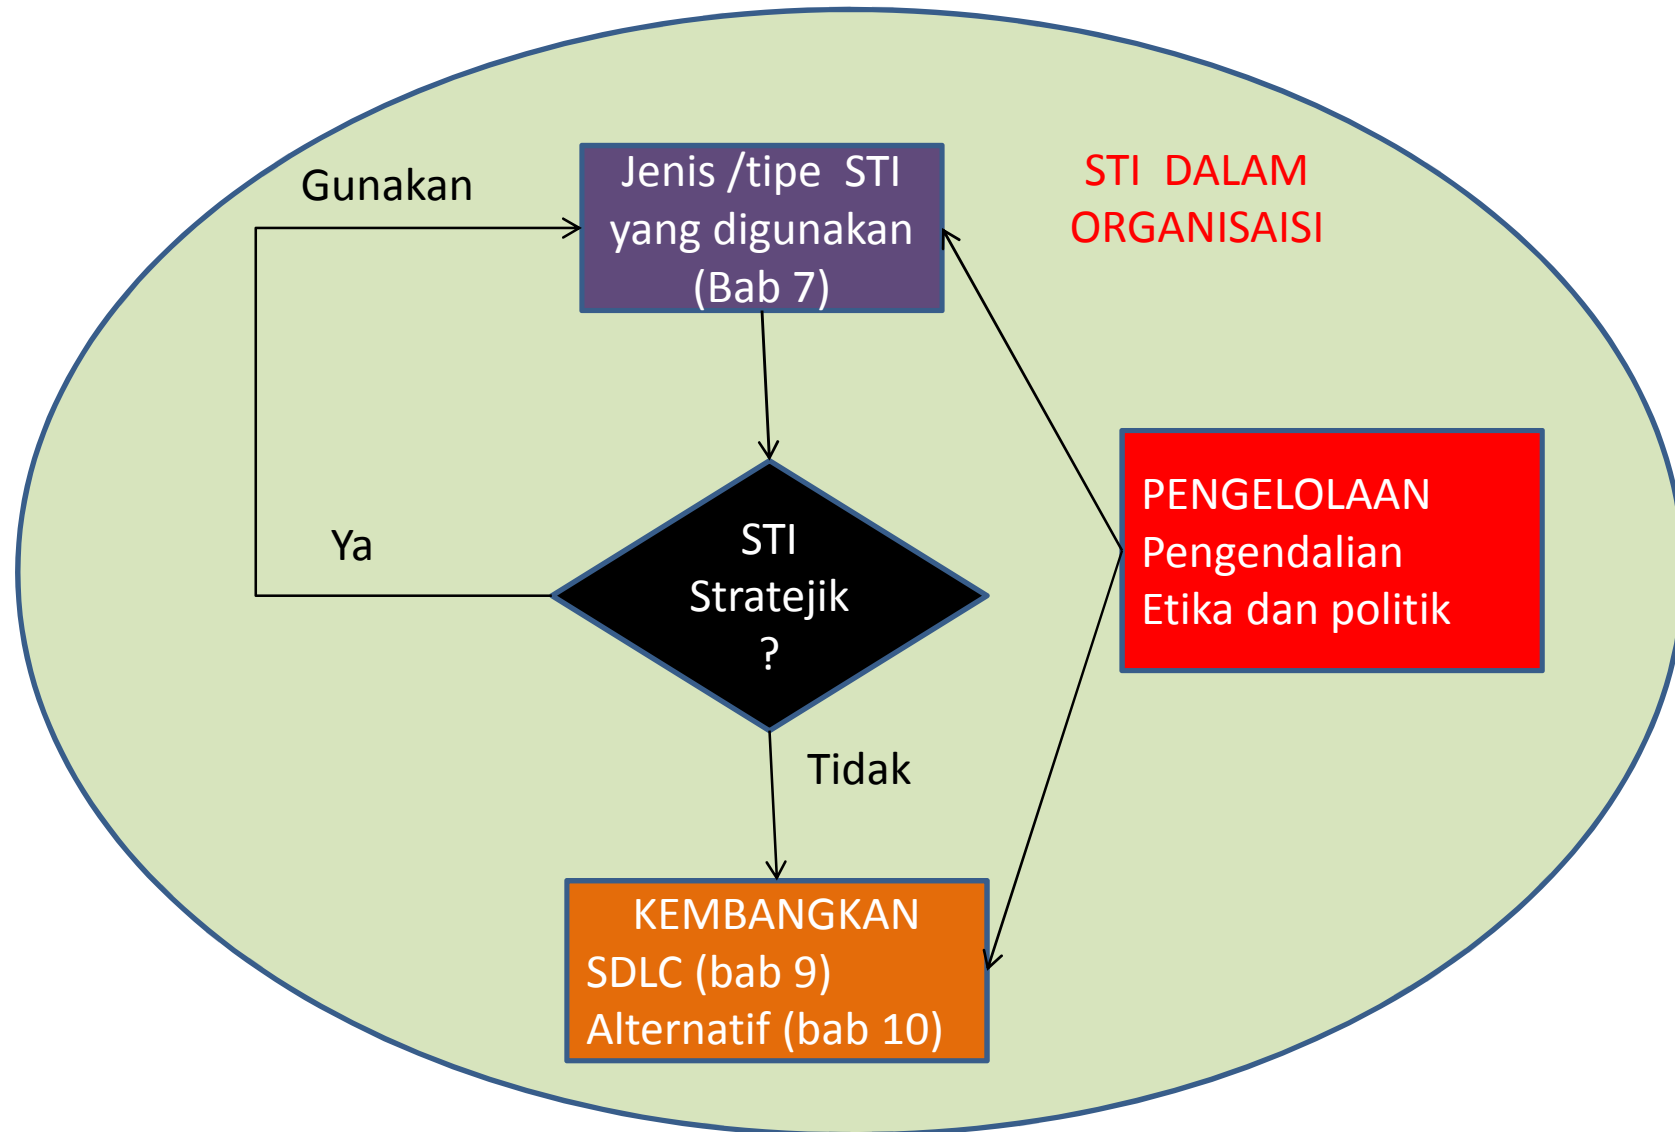 Gunakan
Jenis /tipe STI
yang digunakan
(Bab 7)
STI DALAM
ORGANISAISI
Ya
STI
Stratejik
?
PENGELOLAAN
Pengendalian
Etika dan politik
Tidak
KEMBANGKAN
SDLC (bab 9)
Alternatif (bab 10)